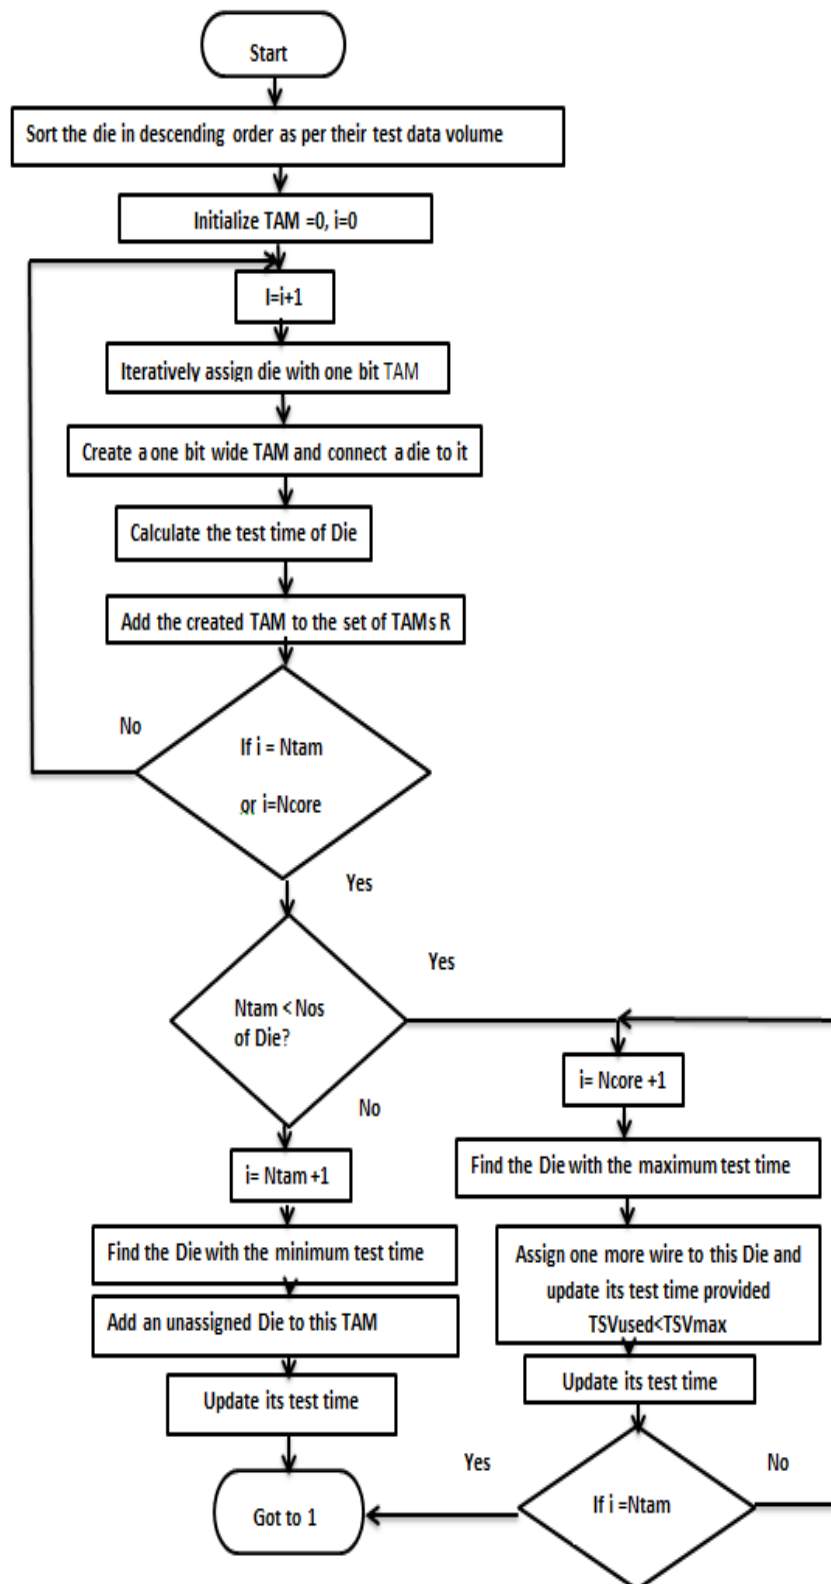 Start
Sort the die in descending order as per their test data volume
Initialize TAM =0, i=0
I=i+1
Iteratively assign die with one bit TAM
Create a one bit wide TAM and connect a die to it
Calculate the test time of Die
Add the created TAM to the set of TAMs R
No
If i = Ntam
or i=Ncore
Yes
Yes
Ntam < Nos
of Die?
No
i= Ncore +1
i= Ntam +1
Find the Die with the maximum test time
Find the Die with the minimum test time
Assign one more wire to this Die and
update its test time provided
TSVused<TSVmax
Add an unassigned Die to this TAM
Update its test time
Update its test time
Yes
No
If i =Ntam
Got to 1